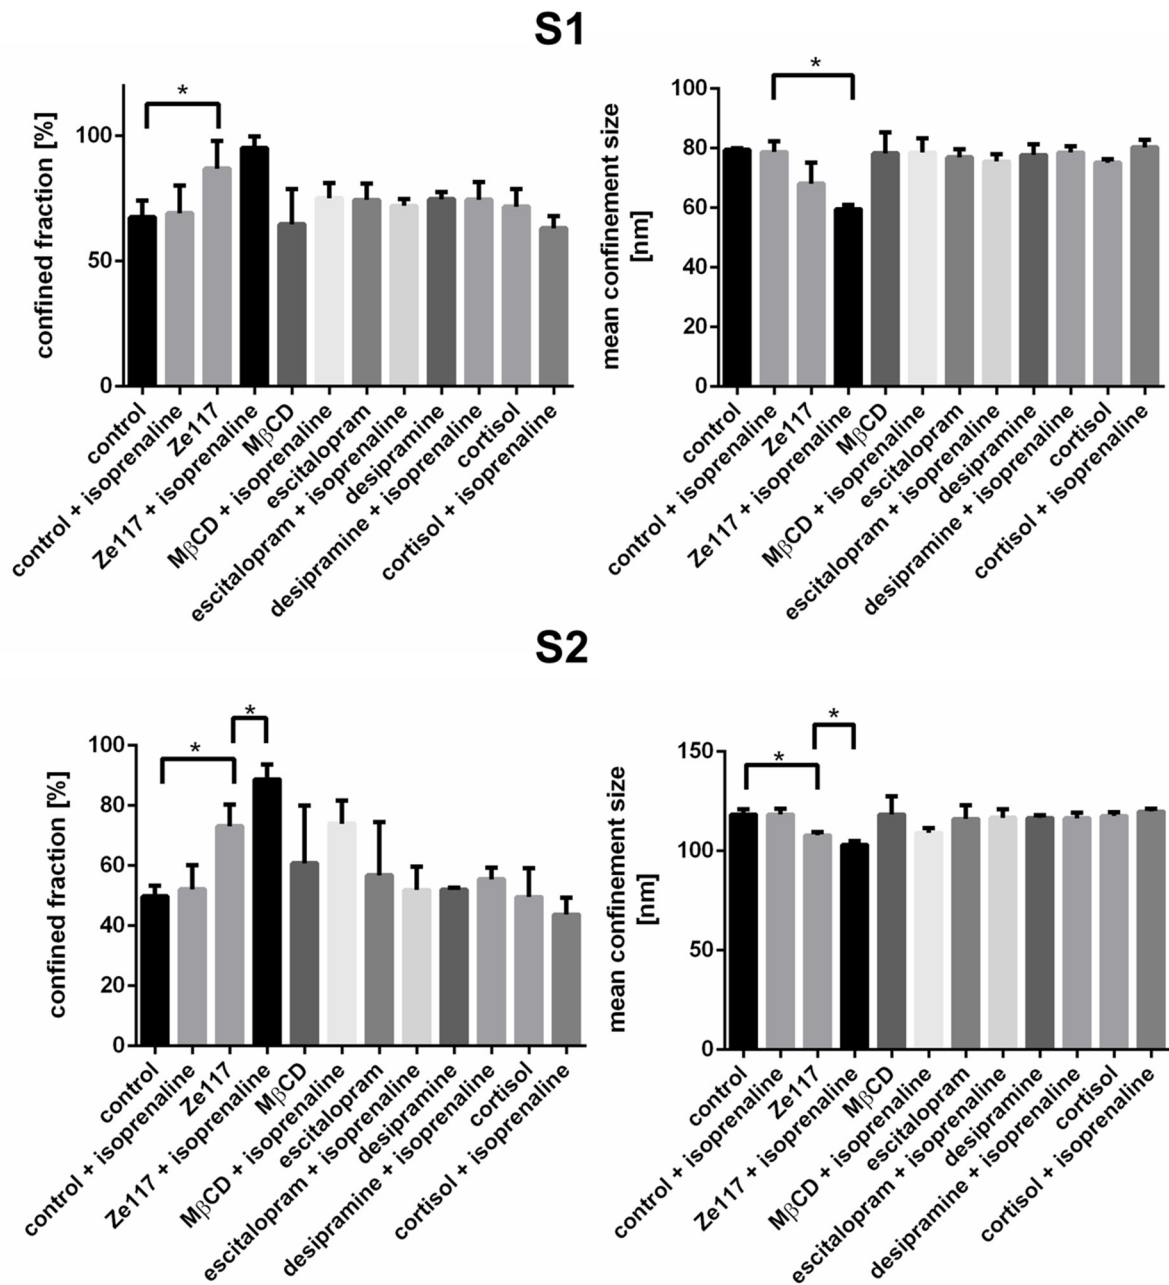 S1
confined fraction [%]
100
50
0
*
control
control + isoprenaline
Ze117
Ze117 + isoprenaline
MβCD
MβCD + isoprenaline
escitalopram
escitalopram + isoprenaline
desipramine
desipramine + isoprenaline
cortisol
cortisol + isoprenaline
mean confinement size
[nm]
100
80
60
40
20
0
*
control
control + isoprenaline
Ze117
Ze117 + isoprenaline
MβCD
MβCD + isoprenaline
escitalopram
escitalopram + isoprenaline
desipramine
desipramine + isoprenaline
cortisol
cortisol + isoprenaline
S2
confined fraction [%]
100
80
60
40
20
0
*
*
control
control + isoprenaline
Ze117
Ze117 + isoprenaline
MβCD
MβCD + isoprenaline
escitalopram
escitalopram + isoprenaline
desipramine
desipramine + isoprenaline
cortisol
cortisol + isoprenaline
mean confinement size
[nm]
150
100
50
0
*
*
control
control + isoprenaline
Ze117
Ze117 + isoprenaline
MβCD
MβCD + isoprenaline
escitalopram
escitalopram + isoprenaline
desipramine
desipramine + isoprenaline
cortisol
cortisol + isoprenaline